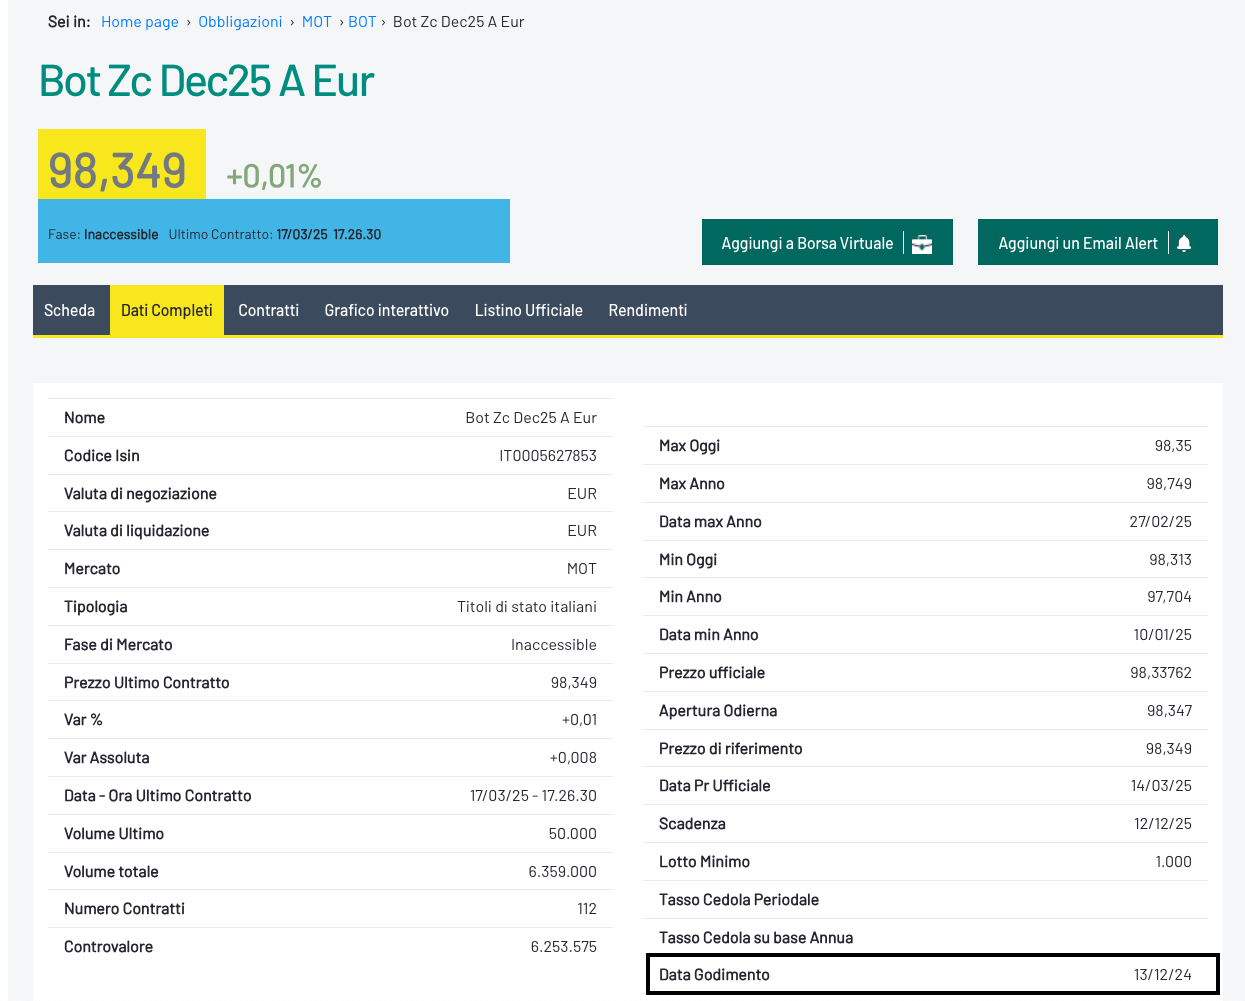 Sei in: Home page › Obbligazioni › MOT › BOT › Bot Zc Dec25 A Eur
Bot Zc Dec25 A Eur
98,349 +0,01%
Fase: Inaccessible Ultimo Contratto: 17/03/25 17.26.30
Aggiungi a Borsa Virtuale Aggiungi un Email Alert
Scheda Dati Completi Contratti Grafico interattivo Listino Ufficiale Rendimenti
Nome Bot Zc Dec25 A Eur
Codice Isin IT0005627853
Valuta di negoziazione EUR
Valuta di liquidazione EUR
Mercato MOT
Tipologia Titoli di stato italiani
Fase di Mercato Inaccessible
Prezzo Ultimo Contratto 98,349
Var % +0,01
Var Assoluta +0,008
Data - Ora Ultimo Contratto 17/03/25 - 17.26.30
Volume Ultimo 50.000
Volume totale 6.359.000
Numero Contratti 112
Controvalore 6.253.575
Max Oggi 98,35
Max Anno 98,749
Data max Anno 27/02/25
Min Oggi 98,313
Min Anno 97,704
Data min Anno 10/01/25
Prezzo ufficiale 98,33762
Apertura Odierna 98,347
Prezzo di riferimento 98,349
Data Pr Ufficiale 14/03/25
Scadenza 12/12/25
Lotto Minimo 1.000
Tasso Cedola Periodale
Tasso Cedola su base Annua
Data Godimento 13/12/24